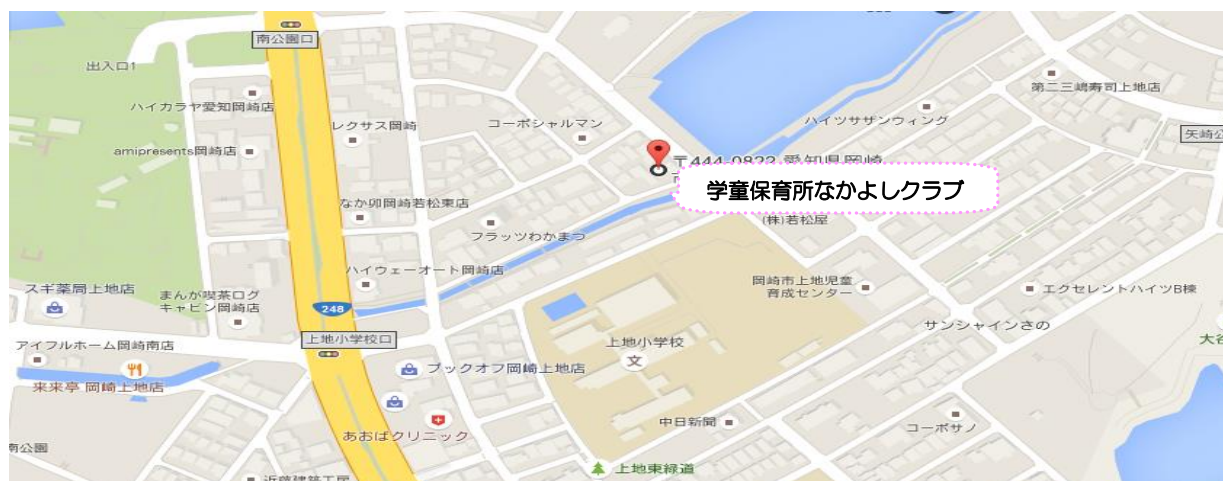 南公園口
出入口1
ハイカラヤ愛知岡崎店
レクサス岡崎
コーポシャルマン
ハイツササンウィング
第二三嶋寿司上地店
矢崎公
amipresents岡崎店
〒444-0822 愛知県岡崎
学童保育所なかよしクラブ
なか卯岡崎若松東店
フラッツわかまつ
(株)若松屋
ハイウェーオート岡崎店
岡崎市上地児童
育成センター
エクセレントハイツB棟
スギ薬局上地店
まんが喫茶ログ
キャビン岡崎店
248
サンシャインさの
上地小学校口
上地小学校
文
大谷
アイフルホーム岡崎南店
ブックオフ岡崎上地店
来来亭 岡崎上地店
中日新聞
コーポサノ
あおばクリニック
南公園
上地東緑道